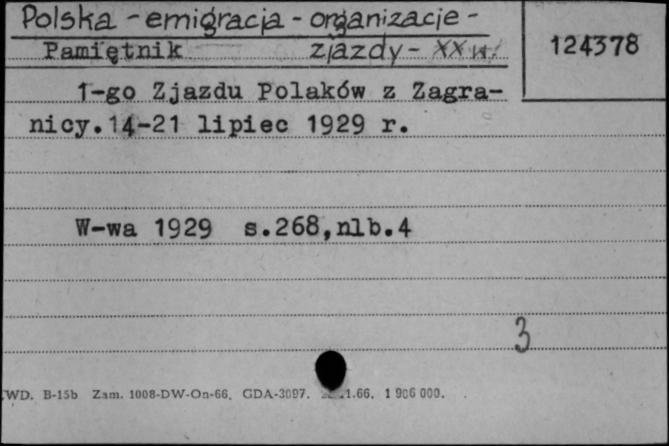 Polska - emigracja - organizacje -
Pamiętnik zjazdy - XX w.
124378
1-go Zjazdu Polaków z Zagra-
nicy.14-21 lipiec 1929 r.
W-wa 1929 s.268,nlb.4
3
WD. B-15b Zam. 1008-DW-On-66. GDA-3097. 1.66. 1 906 000.